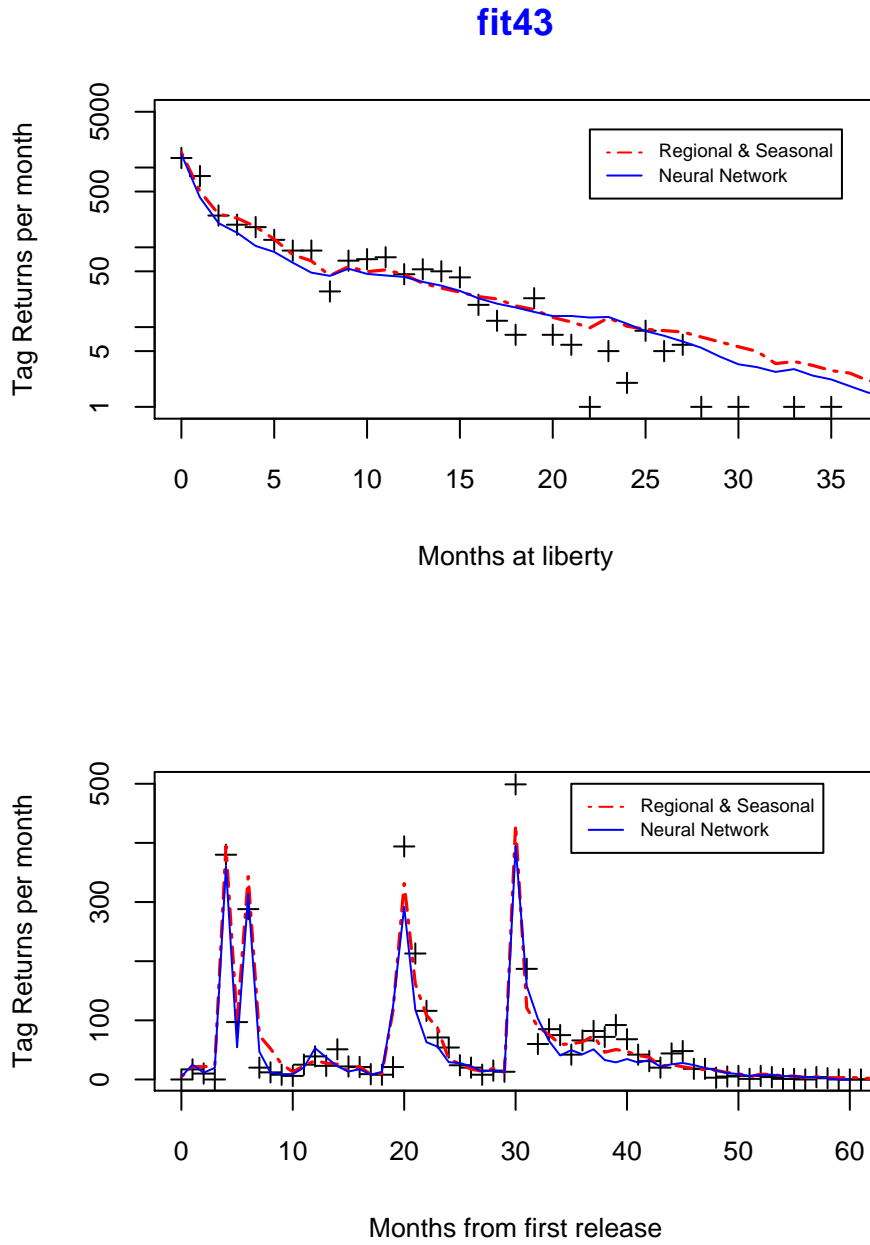 fit43
Tag Returns per month
5000
500
50
5
1
Regional & Seasonal
Neural Network
0 5 10 15 20 25 30 35
Months at liberty
Tag Returns per month
500
300
100
0
Regional & Seasonal
Neural Network
0 10 20 30 40 50 60
Months from first release